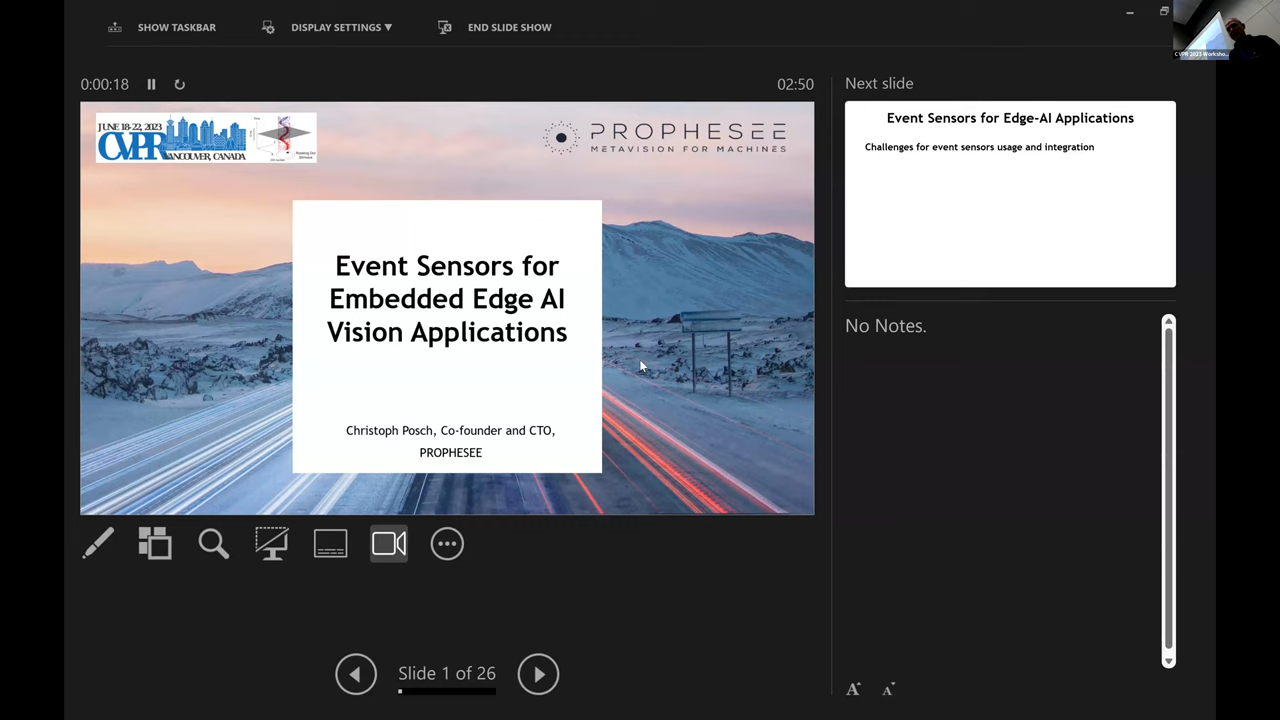 SHOW TASKBAR
DISPLAY SETTINGS ▼
END SLIDE SHOW
0:00:18
02:50
Next slide
JUNE 18-22, 2023
CVPR
VANCOUVER, CANADA
PROPHESEE
METAVISION FOR MACHINES
Event Sensors for
Embedded Edge AI
Vision Applications
Christoph Posch, Co-founder and CTO,
PROPHESEE
Event Sensors for Edge-AI Applications
Challenges for event sensors usage and integration
No Notes.
Slide 1 of 26
A
A
CVPR 2023 Worksho...